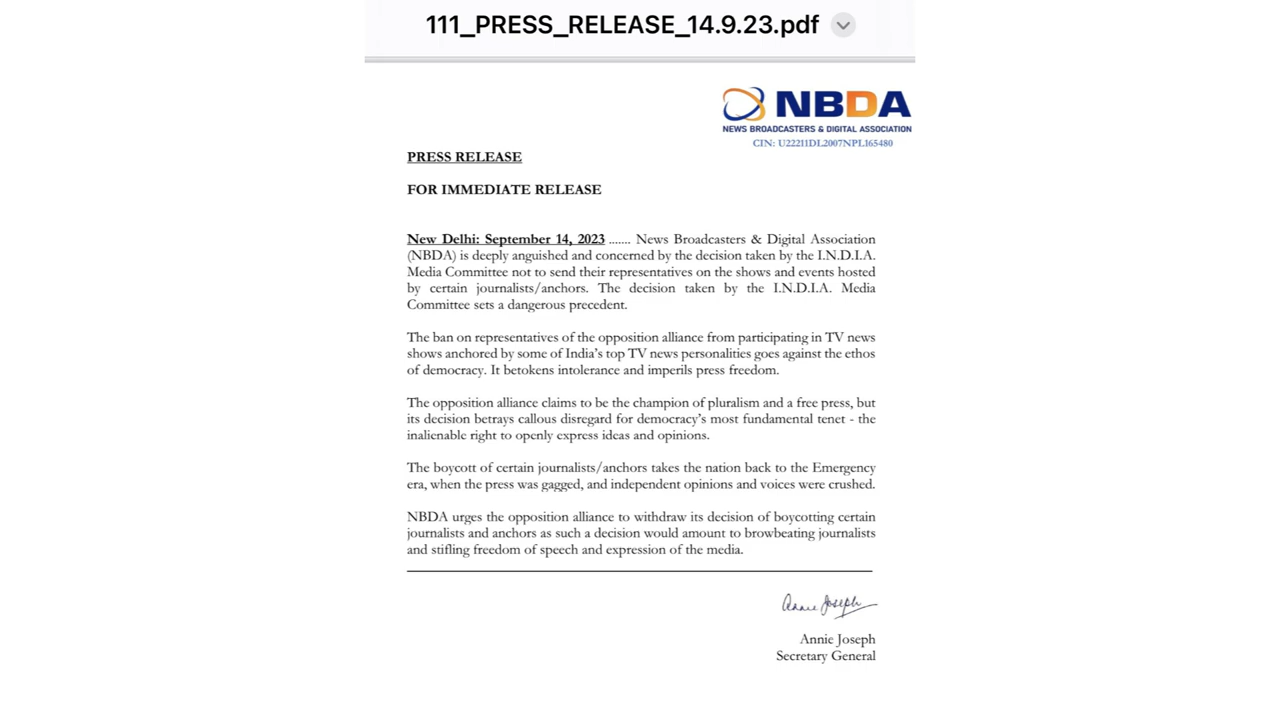 111_PRESS_RELEASE_14.9.23.pdf
NBDA
NEWS BROADCASTERS & DIGITAL ASSOCIATION
CIN: U22211DL2007NPL165480
PRESS RELEASE
FOR IMMEDIATE RELEASE
New Delhi: September 14, 2023 ....... News Broadcasters & Digital Association
(NBDA) is deeply anguished and concerned by the decision taken by the I.N.D.I.A.
Media Committee not to send their representatives on the shows and events hosted
by certain journalists/anchors. The decision taken by the I.N.D.I.A. Media
Committee sets a dangerous precedent.
The ban on representatives of the opposition alliance from participating in TV news
shows anchored by some of India's top TV news personalities goes against the ethos
of democracy. It betokens intolerance and imperils press freedom.
The opposition alliance claims to be the champion of pluralism and a free press, but
its decision betrays callous disregard for democracy's most fundamental tenet - the
inalienable right to openly express ideas and opinions.
The boycott of certain journalists/anchors takes the nation back to the Emergency
era, when the press was gagged, and independent opinions and voices were crushed.
NBDA urges the opposition alliance to withdraw its decision of boycotting certain
journalists and anchors as such a decision would amount to browbeating journalists
and stifling freedom of speech and expression of the media.
Annie Joseph
Annie Joseph
Secretary General